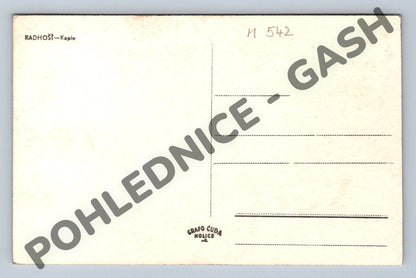 RADHOŠŤ—Kaple
M 542
POHLEDNICE - GASH
GRAFO ČUDA
HOLICE